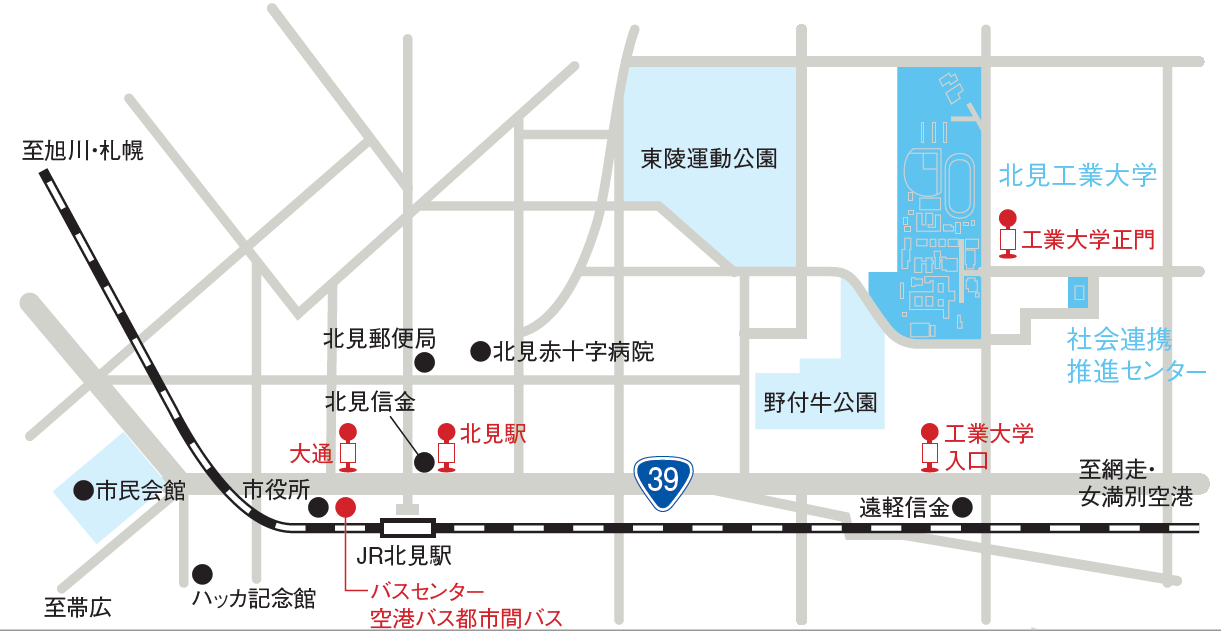 至旭川・札幌
東陵運動公園
北見工業大学
工業大学正門
北見郵便局
北見赤十字病院
社会連携
推進センター
北見信金
野付牛公園
大通
北見駅
工業大学
入口
至網走・
女満別空港
39
市民会館
市役所
遠軽信金
JR北見駅
ハッカ記念館
至帯広
バスセンター
空港バス都市間バス